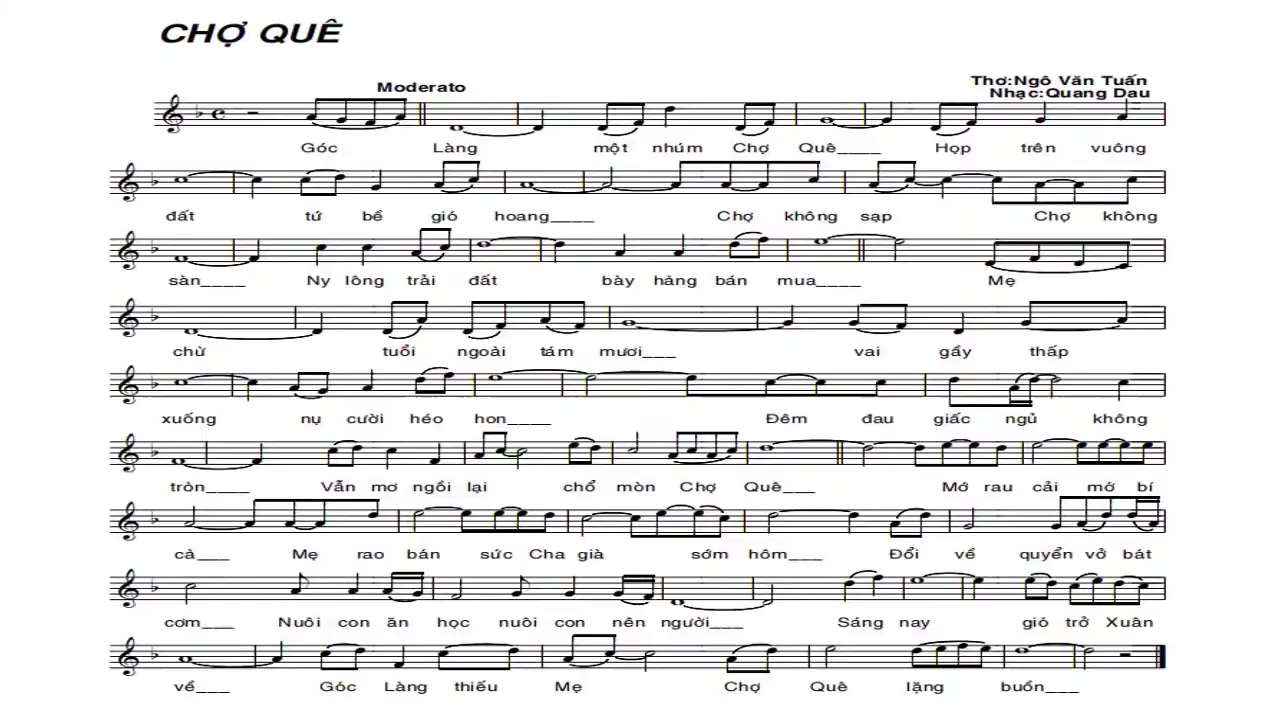 CHỢ QUÊ
Moderato
Thơ:Ngô Văn Tuấn
Nhạc:Quang Dau
Góc Làng một nhúm Chợ Quê____ Họp trên vuông
đất tứ bề gió hoang____ Chợ không sạp Chợ không
sàn____ Ny lông trải đất bày hàng bán mua____ Mẹ
chừ tuổi ngoài tám mươi___ vai gầy thấp
xuống nụ cười héo hon____ Đêm đau giấc ngủ không
tròn____ Vẫn mơ ngồi lại chổ mòn Chợ Quê___ Mớ rau cải mớ bí
cà___ Mẹ rao bán sức Cha già sớm hôm___ Đổi về quyển vở bát
cơm___ Nuôi con ăn học nuôi con nên người___ Sáng nay gió trở Xuân
về___ Góc Làng thiếu Mẹ Chợ Quê lặng buồn___